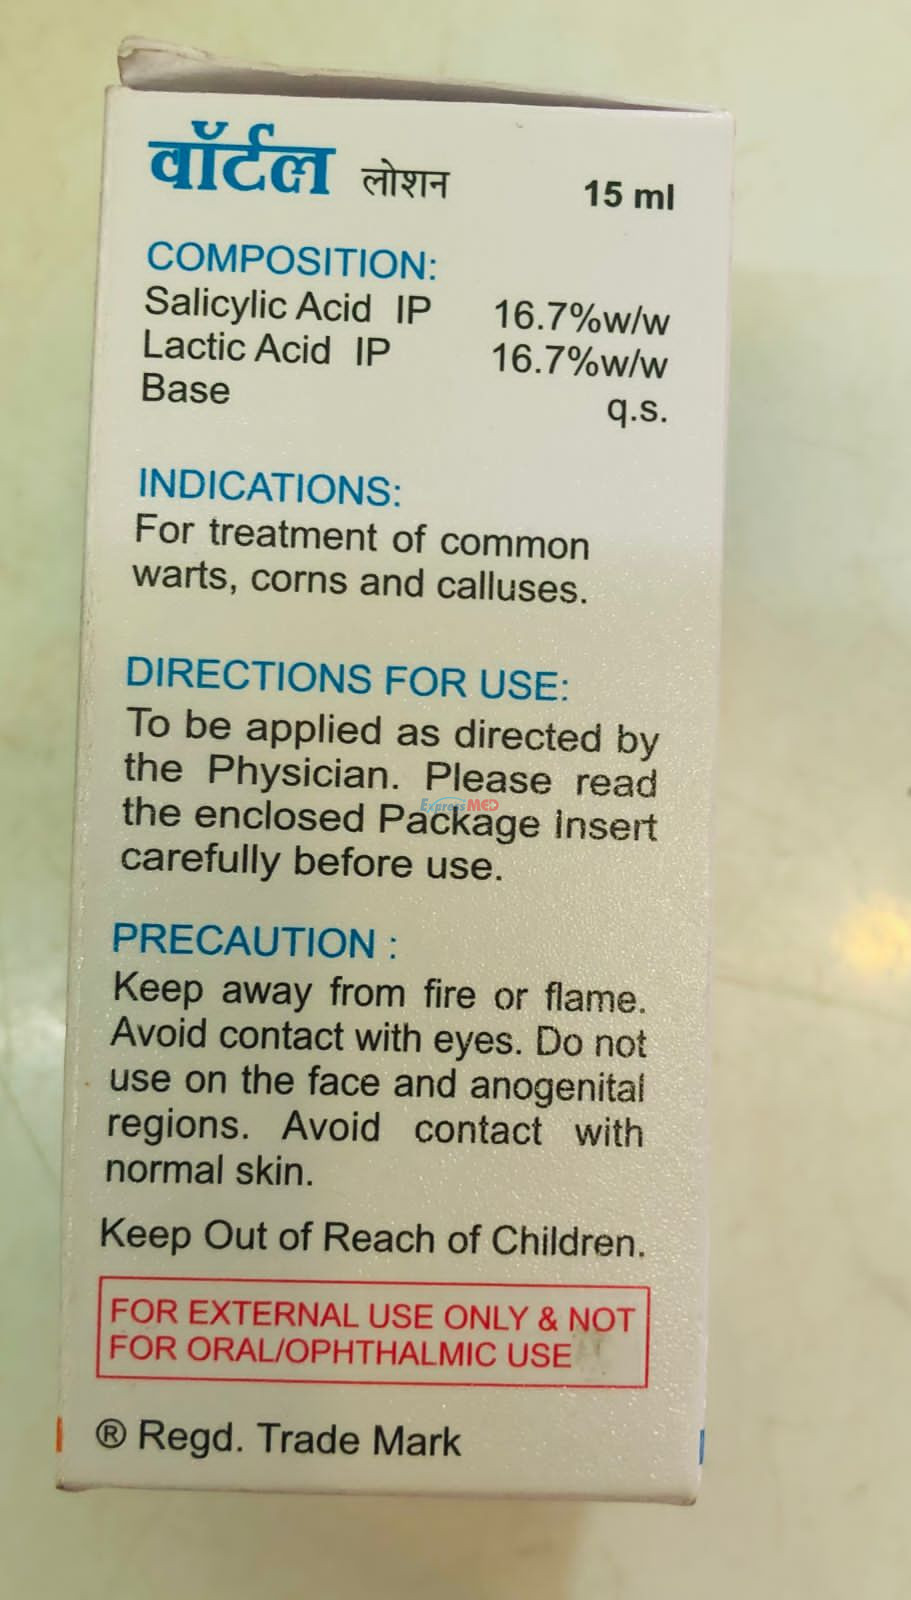 वॉर्टल लोशन 15 ml
COMPOSITION:
Salicylic Acid IP 16.7%w/w
Lactic Acid IP 16.7%w/w
Base q.s.
INDICATIONS:
For treatment of common
warts, corns and calluses.
DIRECTIONS FOR USE:
To be applied as directed by
the Physician. Please read
ExpressMED
the enclosed Package Insert
carefully before use.
PRECAUTION :
Keep away from fire or flame.
Avoid contact with eyes. Do not
use on the face and anogenital
regions. Avoid contact with
normal skin.
Keep Out of Reach of Children.
FOR EXTERNAL USE ONLY & NOT
FOR ORAL/OPHTHALMIC USE
® Regd. Trade Mark